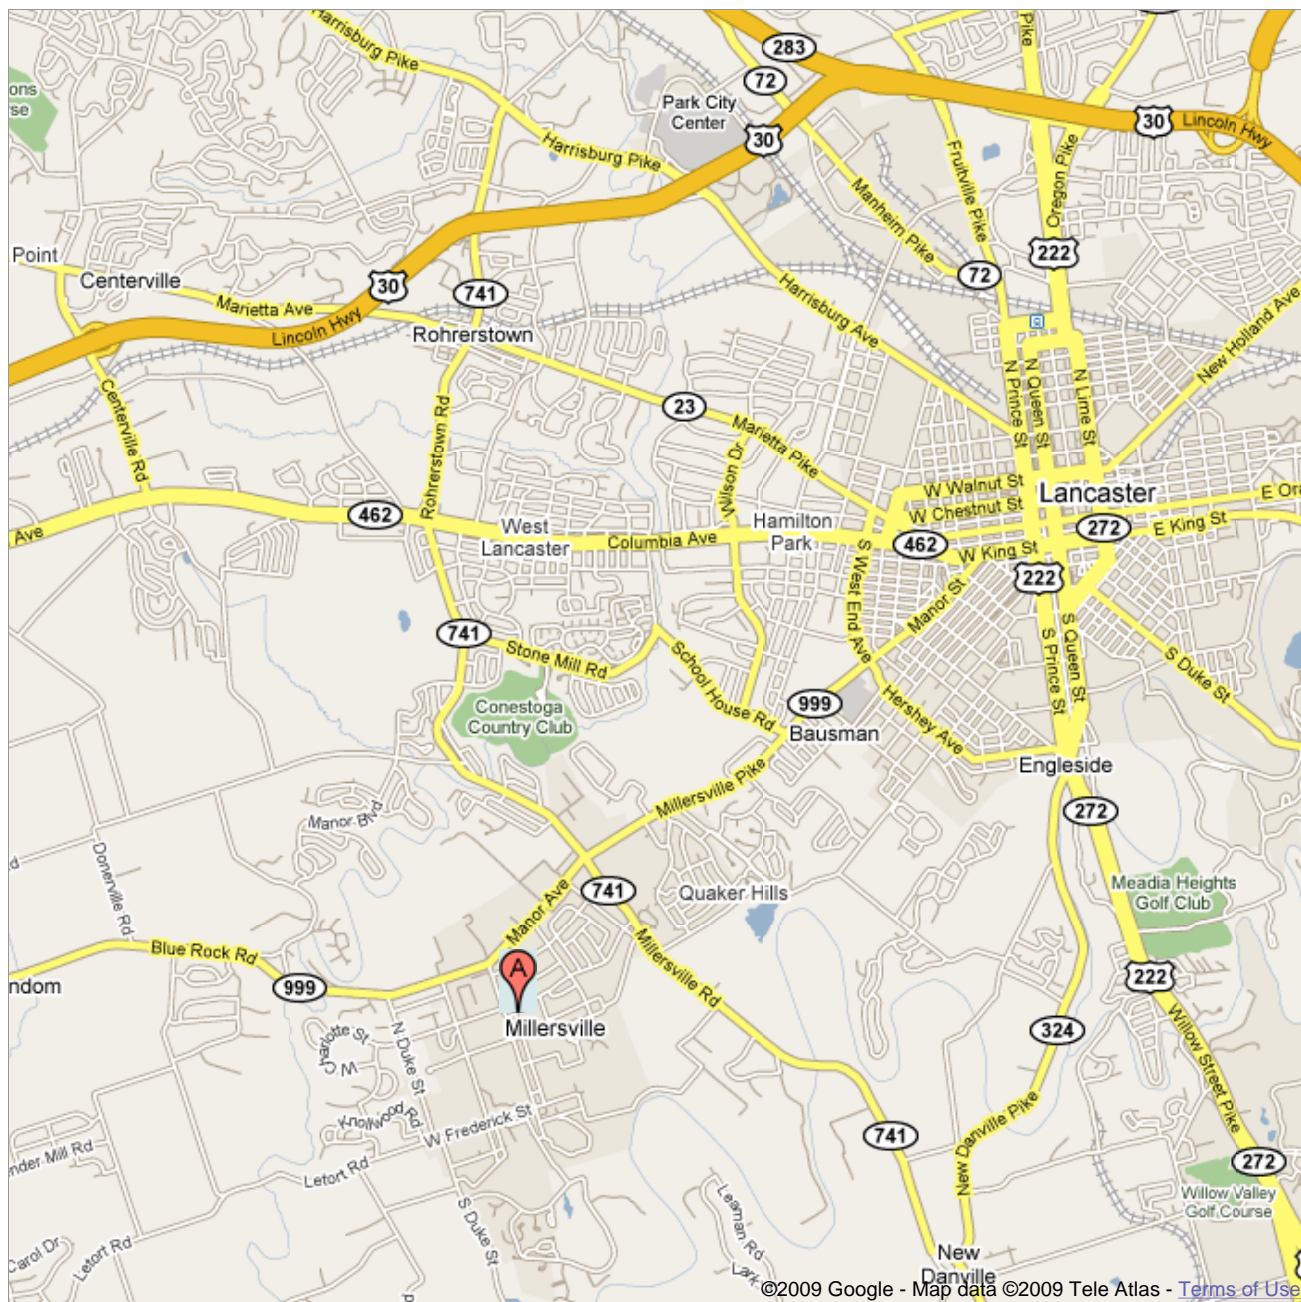 Harrisburg Pike
Pike
283
72
Park City
Center
30
30
Lincoln Hwy
Harrisburg Pike
Fruitville Pike
Oregon Pike
Manheim Pike
222
Point
Centerville
30
741
72
Marietta Ave
Lincoln Hwy
Rohrerstown
Harrisburg Ave
New Holland Ave
Centerville Rd
Rohrerstown Rd
23
Marietta Pike
Wilson Dr
N Prince St
N Queen St
N Lime St
W Walnut St
W Chestnut St
Lancaster
462
West
Lancaster
Columbia Ave
Hamilton
Park
462
272
E King St
W King St
Ave
222
S West End Ave
Manor St
741
Stone Mill Rd
School House Rd
S Prince St
S Queen St
S Duke St
Conestoga
Country Club
999
Bausman
Hershey Ave
Engleside
Millersville Pike
272
Manor Blvd
Donerville Rd
741
Quaker Hills
Meadia Heights
Golf Club
Manor Ave
Blue Rock Rd
ndom
999
A
Millersville Rd
222
Millersville
W Charlotte St
N Duke St
324
Willow Street Pike
Knollwood Rd
W Frederick St
741
New Danville Pike
nder Mill Rd
Letort Rd
272
Willow Valley
Golf Course
S Duke St
Leaman Rd
Carol Dr
Letort Rd
Lark
New
Danville
©2009 Google - Map data ©2009 Tele Atlas - Terms of Use